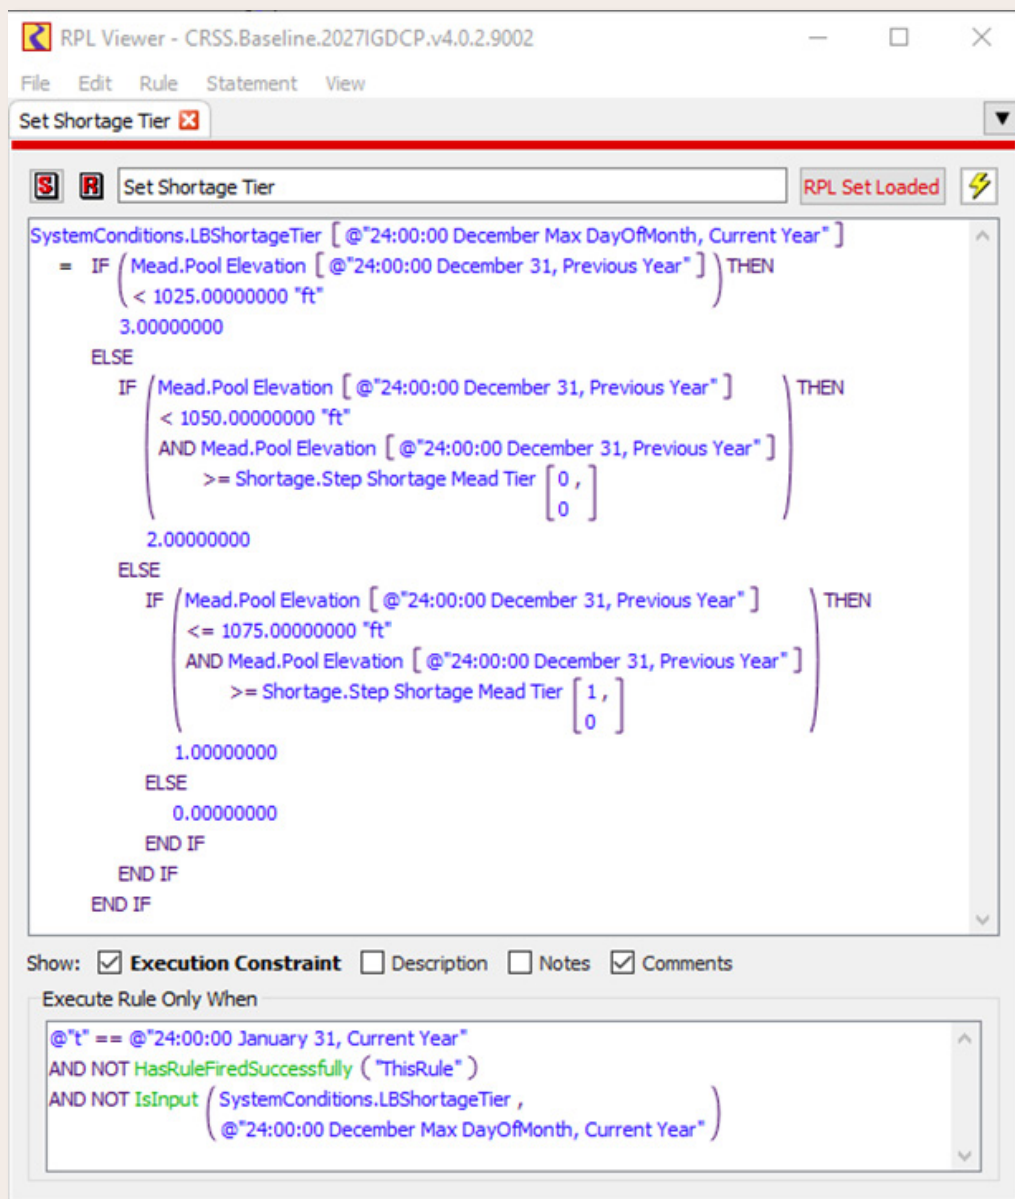 RPL Viewer - CRSS.Baseline.2027IGDCP.v4.0.2.9002
File Edit Rule Statement View
Set Shortage Tier
S R Set Shortage Tier RPL Set Loaded
SystemConditions.LBShortageTier [ @"24:00:00 December Max DayOfMonth, Current Year" ]
= IF ( Mead.Pool Elevation [ @"24:00:00 December 31, Previous Year" ] ) THEN
< 1025.00000000 "ft"
3.00000000
ELSE
IF ( Mead.Pool Elevation [ @"24:00:00 December 31, Previous Year" ] ) THEN
< 1050.00000000 "ft"
AND Mead.Pool Elevation [ @"24:00:00 December 31, Previous Year" ]
>= Shortage.Step Shortage Mead Tier [ 0 ,
0 ]
2.00000000
ELSE
IF ( Mead.Pool Elevation [ @"24:00:00 December 31, Previous Year" ] ) THEN
<= 1075.00000000 "ft"
AND Mead.Pool Elevation [ @"24:00:00 December 31, Previous Year" ]
>= Shortage.Step Shortage Mead Tier [ 1 ,
0 ]
1.00000000
ELSE
0.00000000
END IF
END IF
END IF
Show: Execution Constraint Description Notes Comments
Execute Rule Only When
@"t" == @"24:00:00 January 31, Current Year"
AND NOT HasRuleFiredSuccessfully ( "ThisRule" )
AND NOT IsInput ( SystemConditions.LBShortageTier ,
@"24:00:00 December Max DayOfMonth, Current Year" )